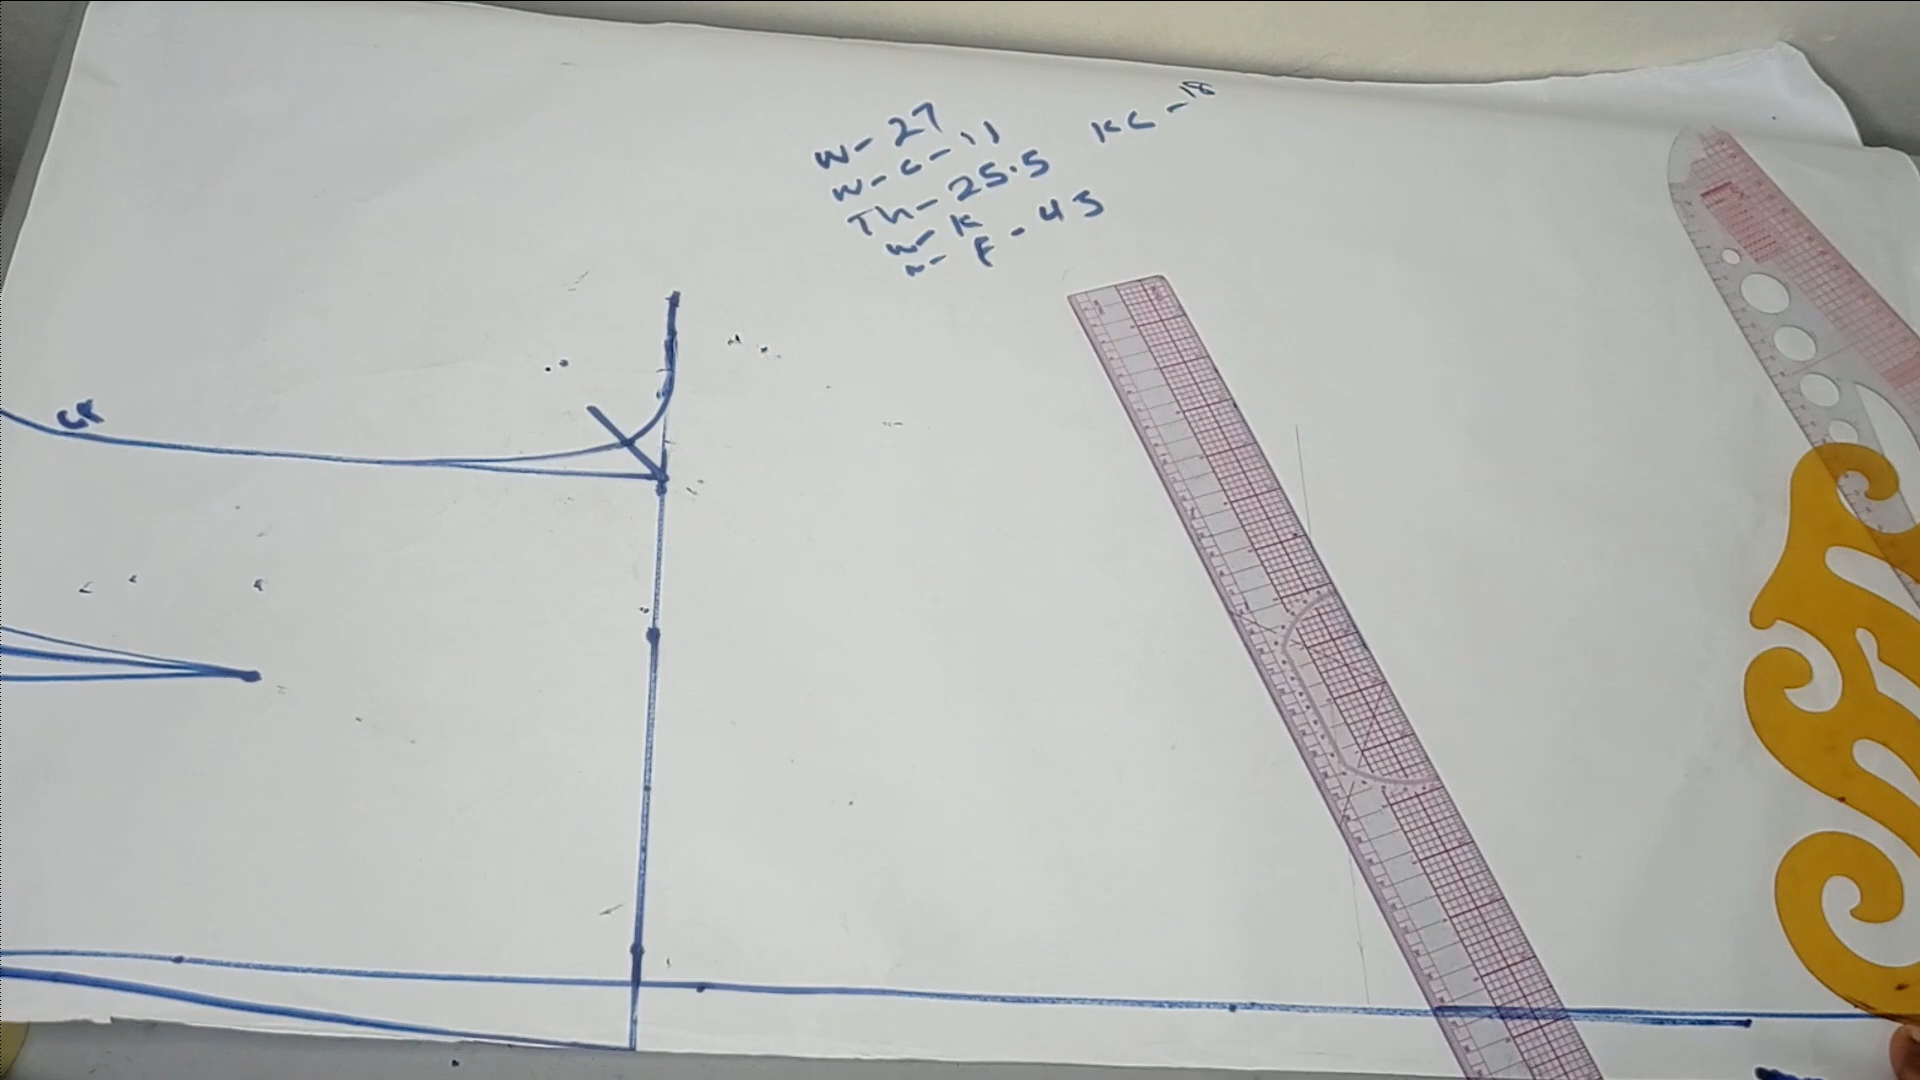 W - 27
W - C - 11
Th - 25.5
KC - 18
W - K
W - F - 43
CF